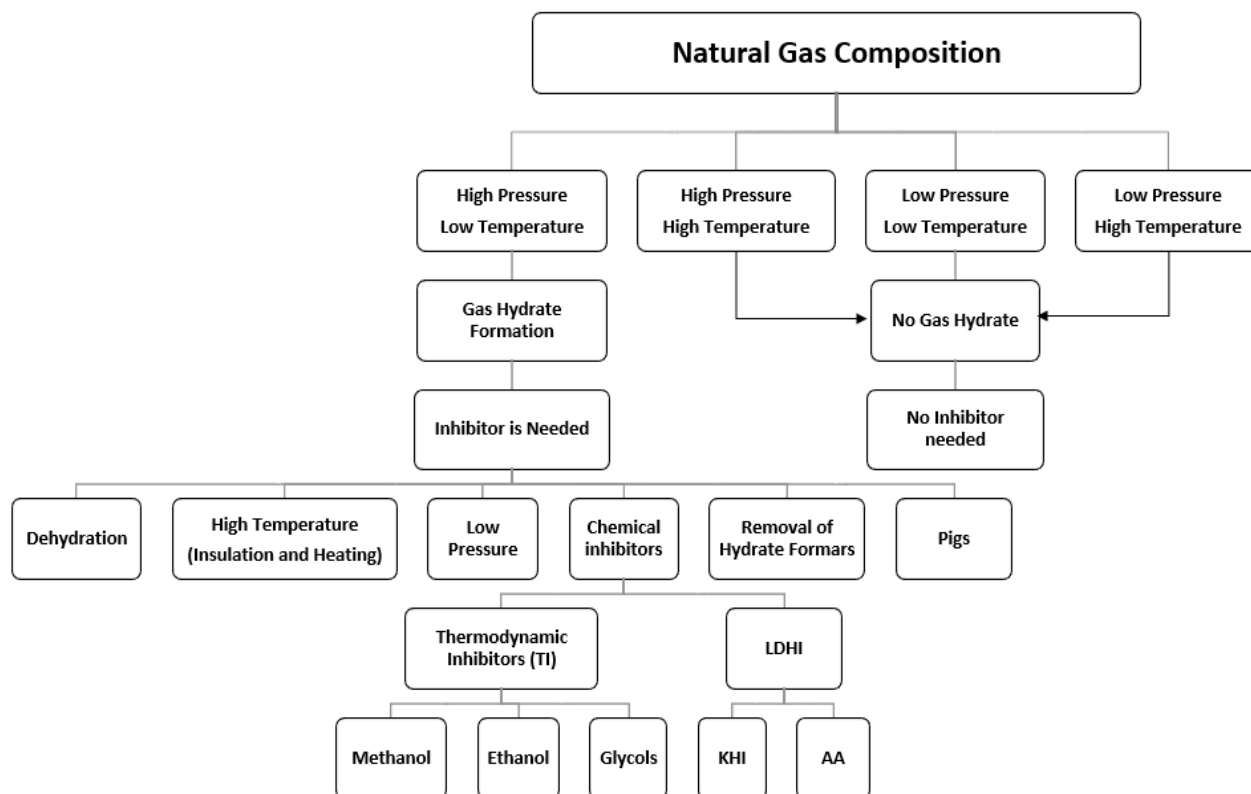 Natural Gas Composition
High Pressure
Low Temperature
High Pressure
High Temperature
Low Pressure
Low Temperature
Low Pressure
High Temperature
Gas Hydrate
Formation
No Gas Hydrate
Inhibitor is Needed
No Inhibitor
needed
Dehydration
High Temperature
(Insulation and Heating)
Low
Pressure
Chemical
inhibitors
Removal of
Hydrate Formars
Pigs
Thermodynamic
Inhibitors (TI)
LDHI
Methanol
Ethanol
Glycols
KHI
AA